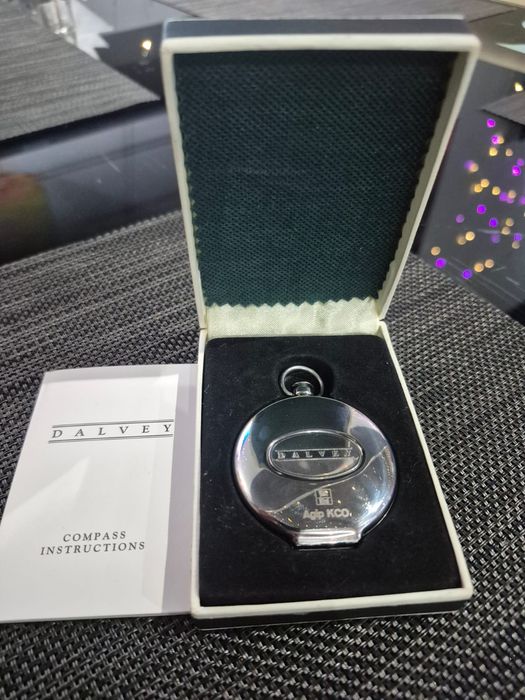 DALVEY
COMPASS
INSTRUCTIONS
DALVEY
Agip KCO.